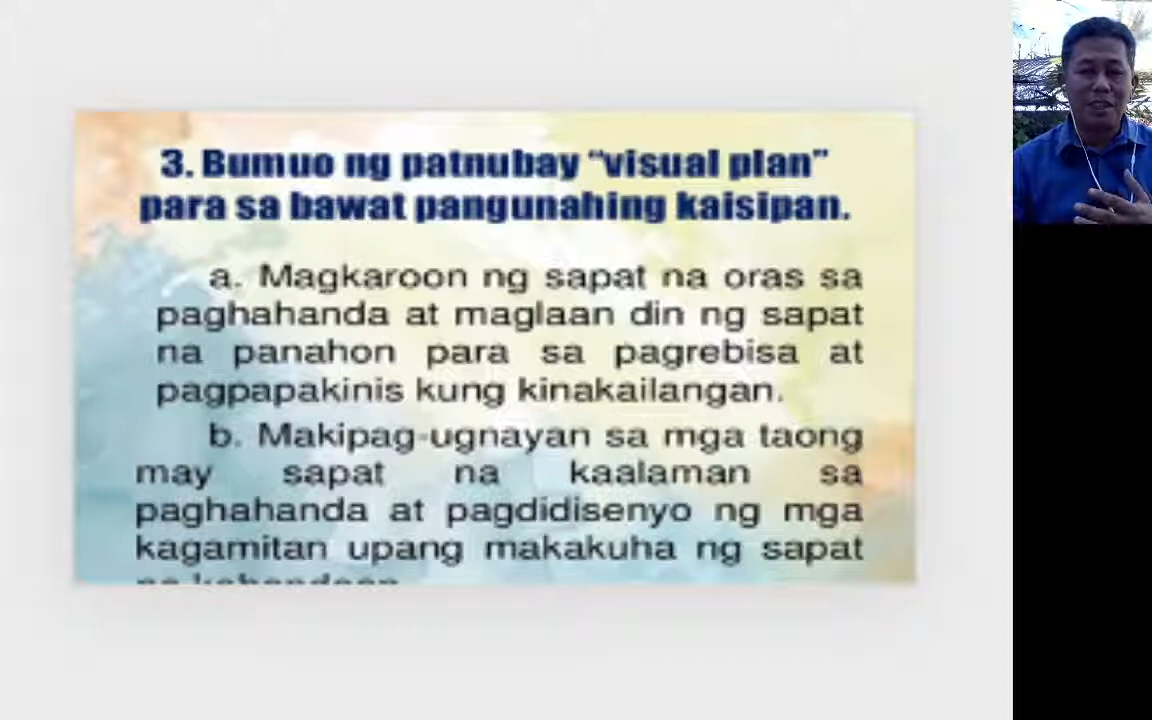 3. Bumuo ng patnubay “visual plan”
para sa bawat pangunahing kaisipan.
a. Magkaroon ng sapat na oras sa
paghahanda at maglaan din ng sapat
na panahon para sa pagrebisa at
pagpapakinis kung kinakailangan.
b. Makipag-ugnayan sa mga taong
may sapat na kaalaman sa
paghahanda at pagdidisenyo ng mga
kagamitan upang makakuha ng sapat